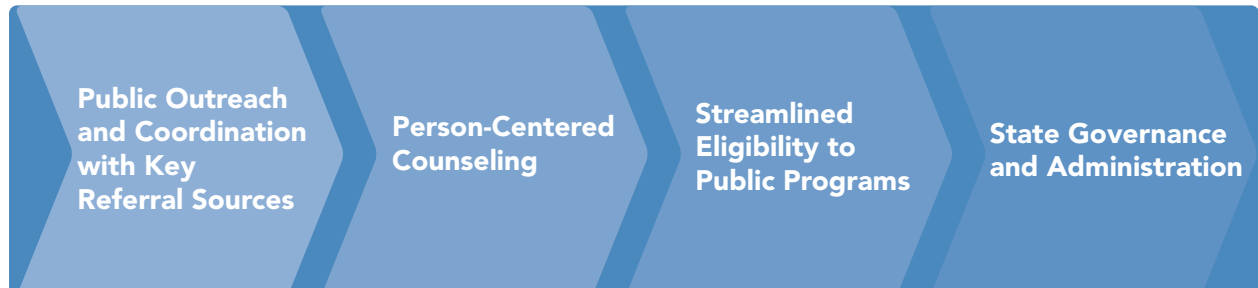 Public Outreach
and Coordination
with Key
Referral Sources
Person-Centered
Counseling
Streamlined
Eligibility to
Public Programs
State Governance
and Administration